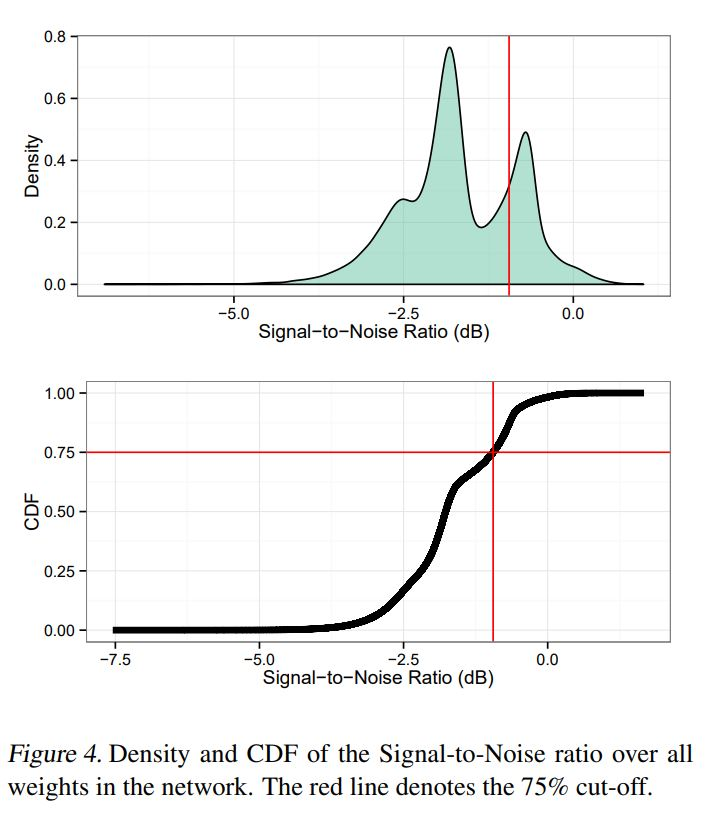 0.8
0.6
0.4
0.2
0.0
Density
−5.0 −2.5 0.0
Signal−to−Noise Ratio (dB)
1.00
0.75
0.50
0.25
0.00
CDF
−7.5 −5.0 −2.5 0.0
Signal−to−Noise Ratio (dB)
Figure 4. Density and CDF of the Signal-to-Noise ratio over all
weights in the network. The red line denotes the 75% cut-off.